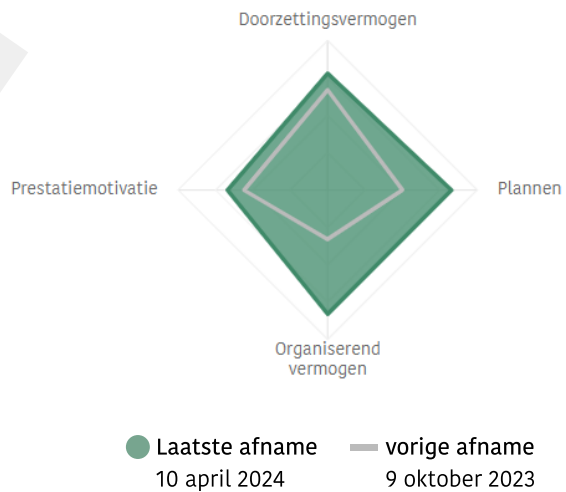 Doorzettingsvermogen
Prestatiemotivatie
Plannen
Organiserend
vermogen
Laatste afname
10 april 2024
vorige afname
9 oktober 2023